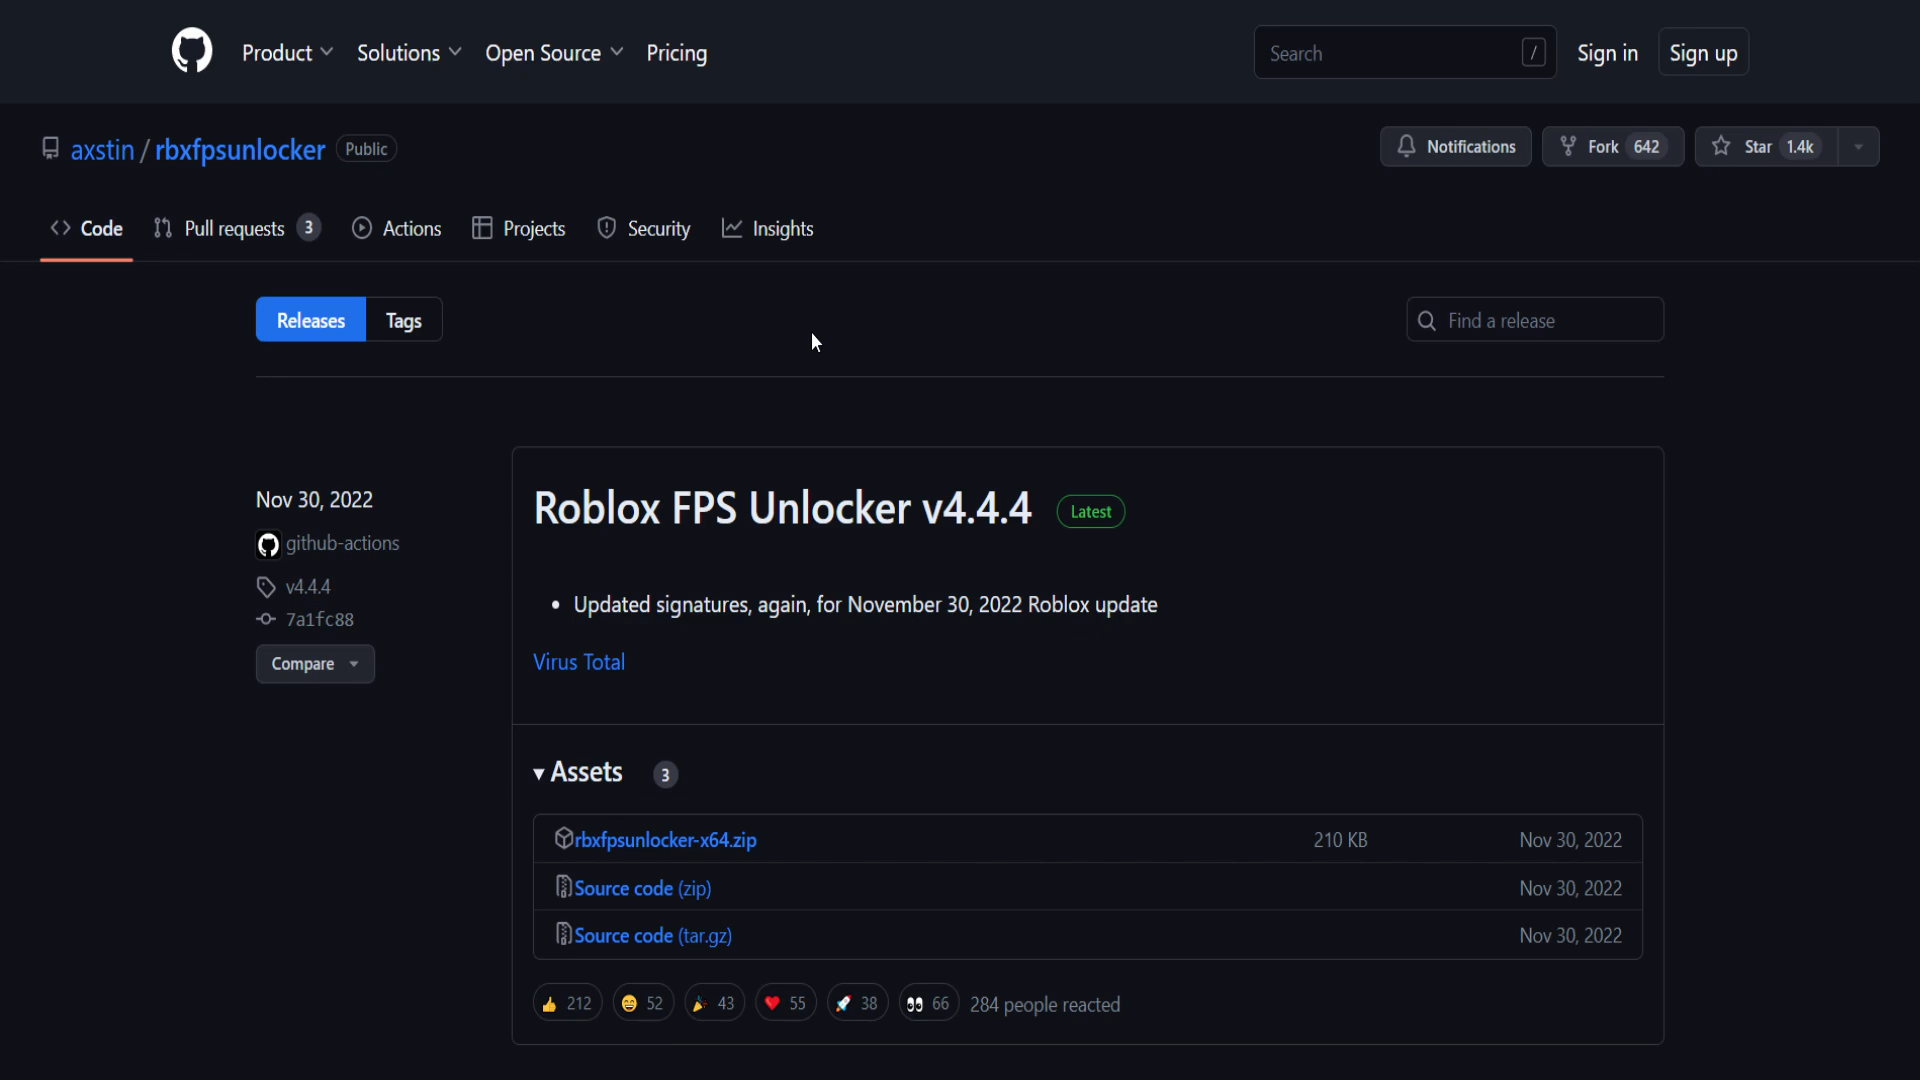 Product Solutions Open Source Pricing Search / Sign in Sign up
axstin / rbxfpsunlocker Public Notifications Fork 642 Star 1.4k
Code Pull requests 3 Actions Projects Security Insights
Releases Tags Find a release
Nov 30, 2022
github-actions
v4.4.4
7a1fc88
Compare
Roblox FPS Unlocker v4.4.4 Latest
• Updated signatures, again, for November 30, 2022 Roblox update
Virus Total
Assets 3
rbxfpsunlocker-x64.zip 210 KB Nov 30, 2022
Source code (zip) Nov 30, 2022
Source code (tar.gz) Nov 30, 2022
👍 212 😄 52 🎉 43 ❤️ 55 🚀 38 👀 66 284 people reacted